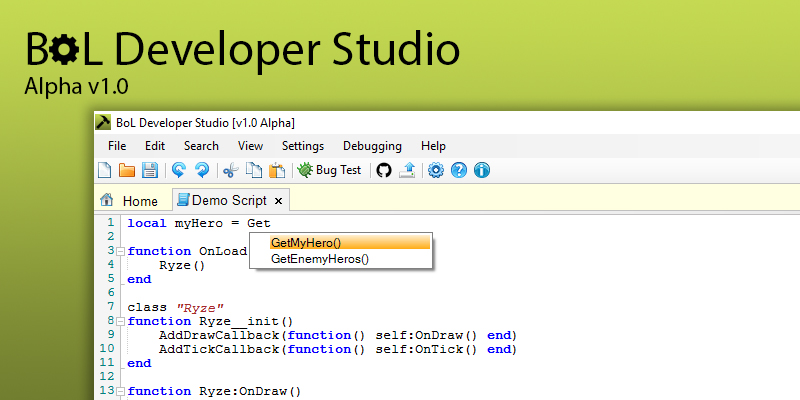 BoL Developer Studio
Alpha v1.0
BoL Developer Studio [v1.0 Alpha]
File Edit Search View Settings Debugging Help
Bug Test
Home Demo Script
1 local myHero = Get
2 GetMyHero()
3 function OnLoad
GetEnemyHeros()
4 Ryze()
5 end
6
7 class "Ryze"
8 function Ryze__init()
9 AddDrawCallback(function() self:OnDraw() end)
10 AddTickCallback(function() self:OnTick() end)
11 end
12
13 function Ryze:OnDraw()